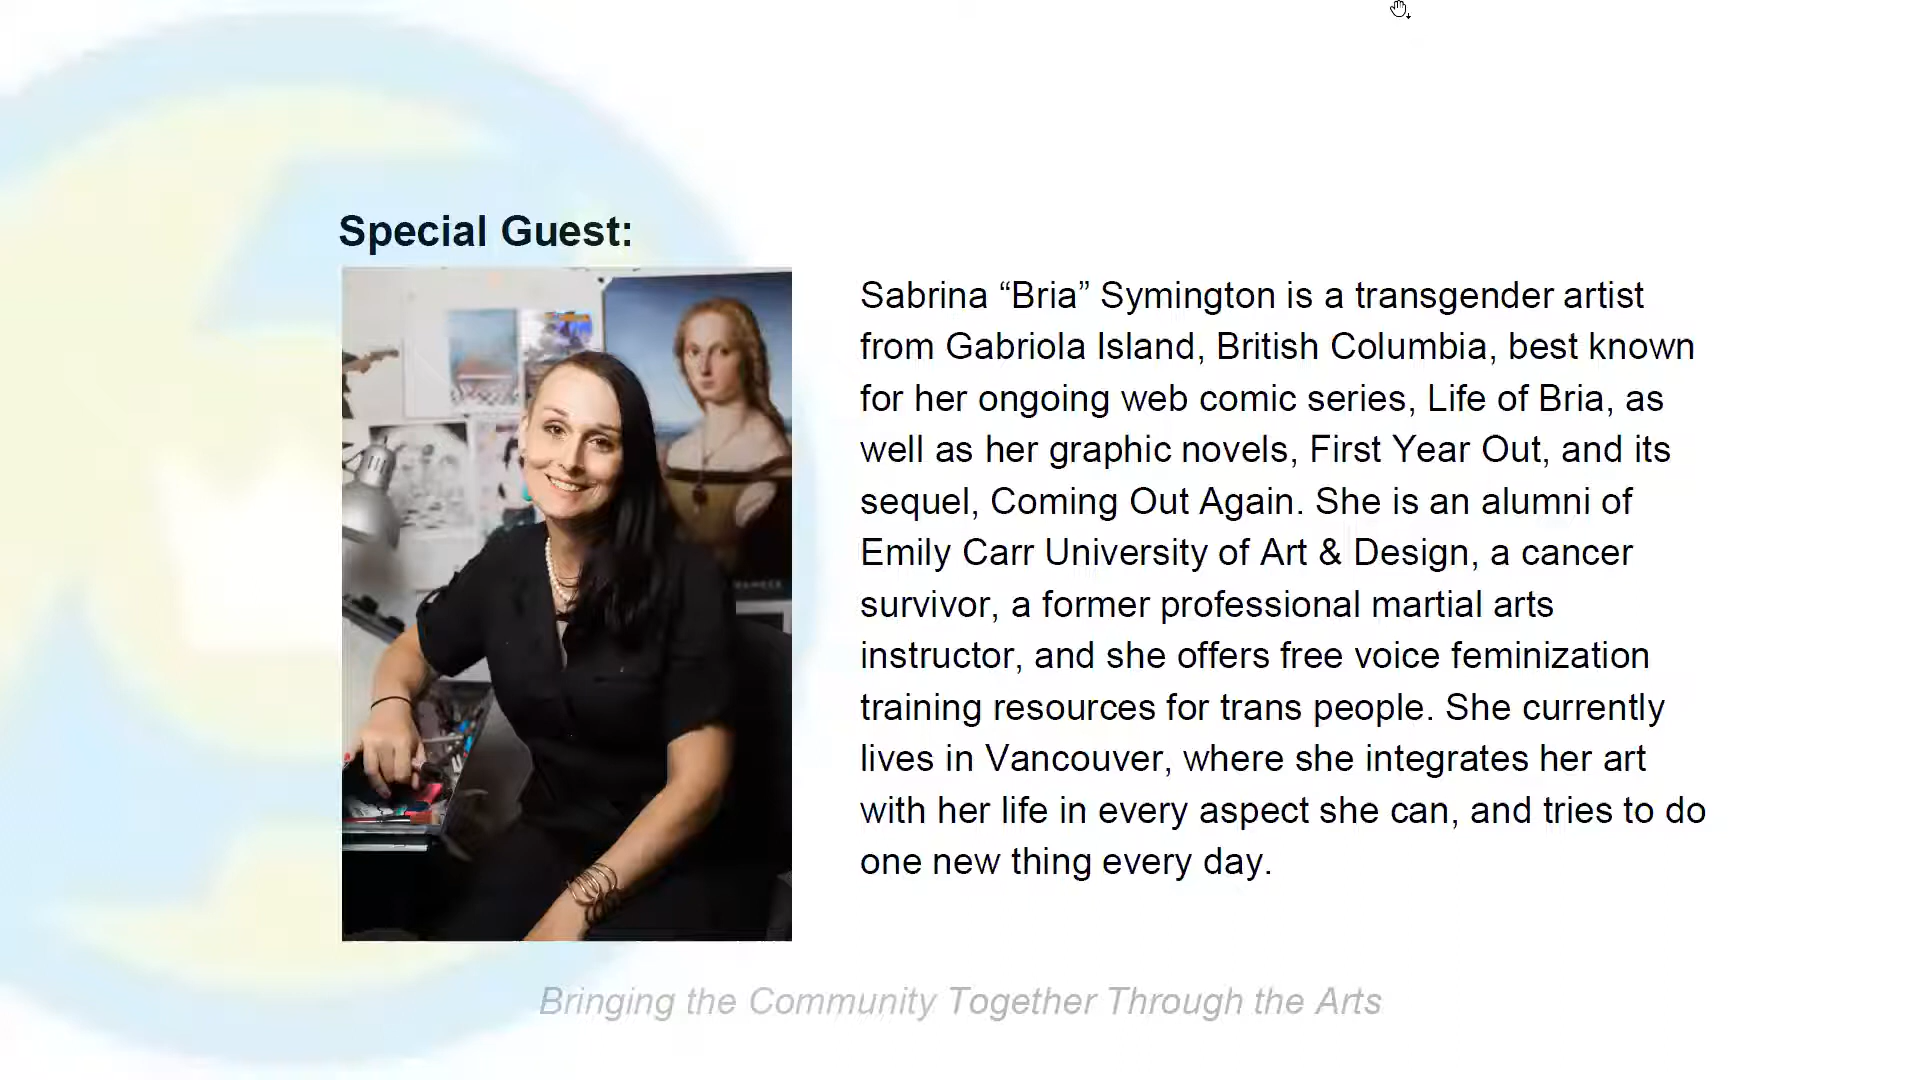 Special Guest:
Sabrina “Bria” Symington is a transgender artist
from Gabriola Island, British Columbia, best known
for her ongoing web comic series, Life of Bria, as
well as her graphic novels, First Year Out, and its
sequel, Coming Out Again. She is an alumni of
Emily Carr University of Art & Design, a cancer
survivor, a former professional martial arts
instructor, and she offers free voice feminization
training resources for trans people. She currently
lives in Vancouver, where she integrates her art
with her life in every aspect she can, and tries to do
one new thing every day.
Bringing the Community Together Through the Arts